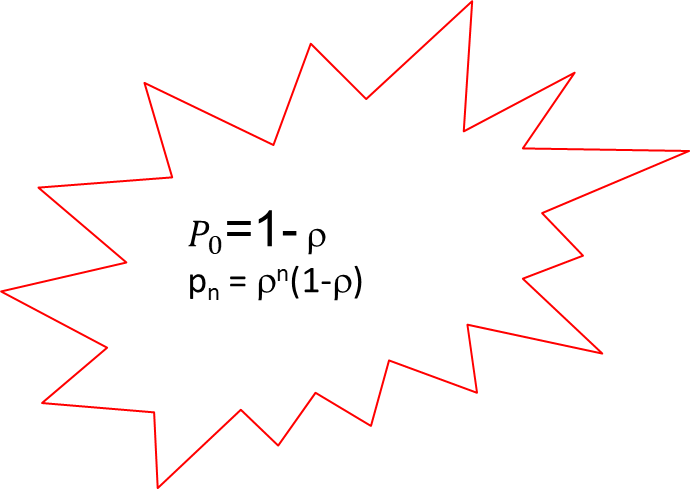 P₀=1- ρ
pₙ = ρⁿ(1-ρ)